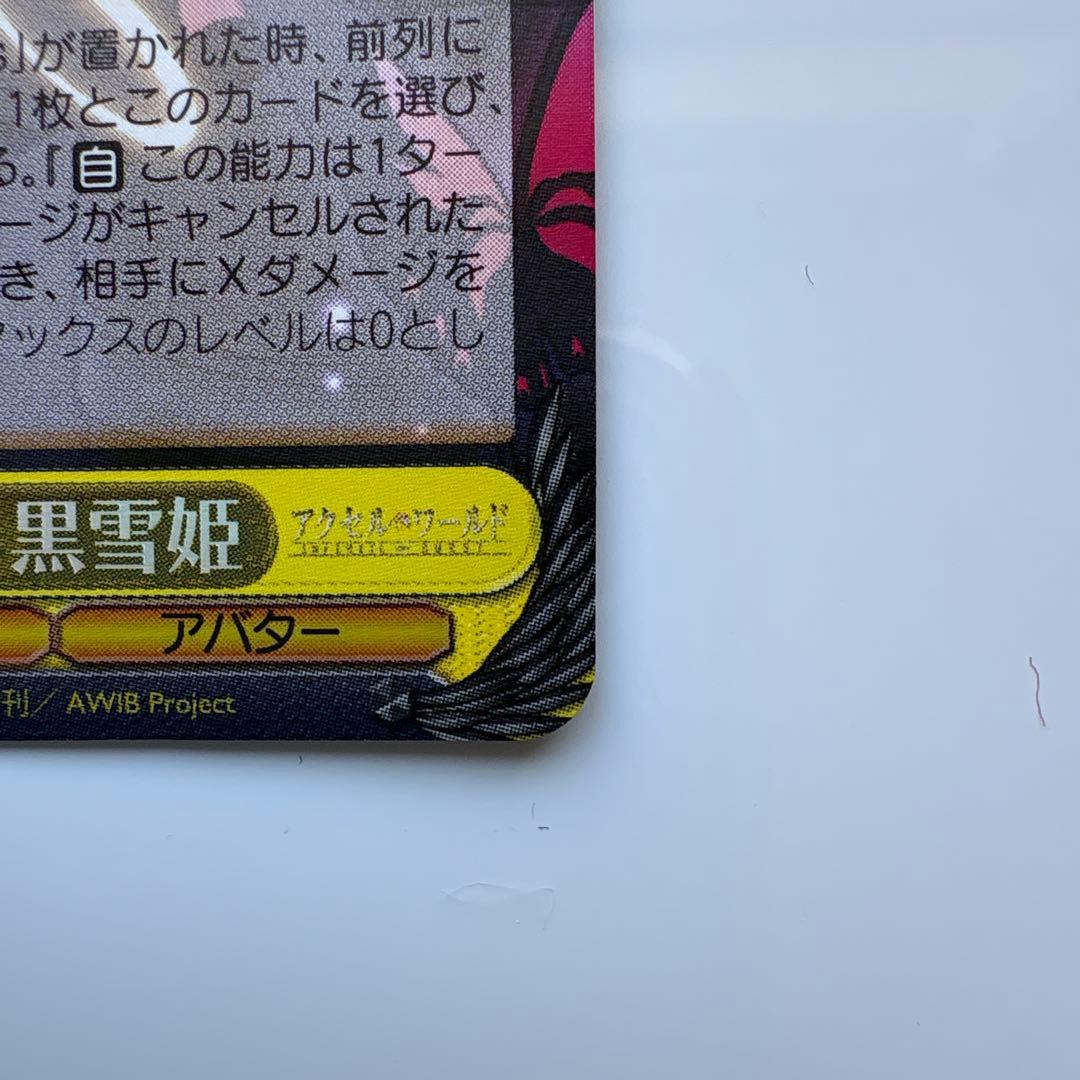 」が置かれた時、前列に
1枚とこのカードを選び、
る。『自 この能力は1ター
ージがキャンセルされた
き、相手にXダメージを
ックスのレベルは0とし
黒雪姫
アクセル・ワールド
INFINITE ∞ BURST
アバター
刊／ AWIB Project